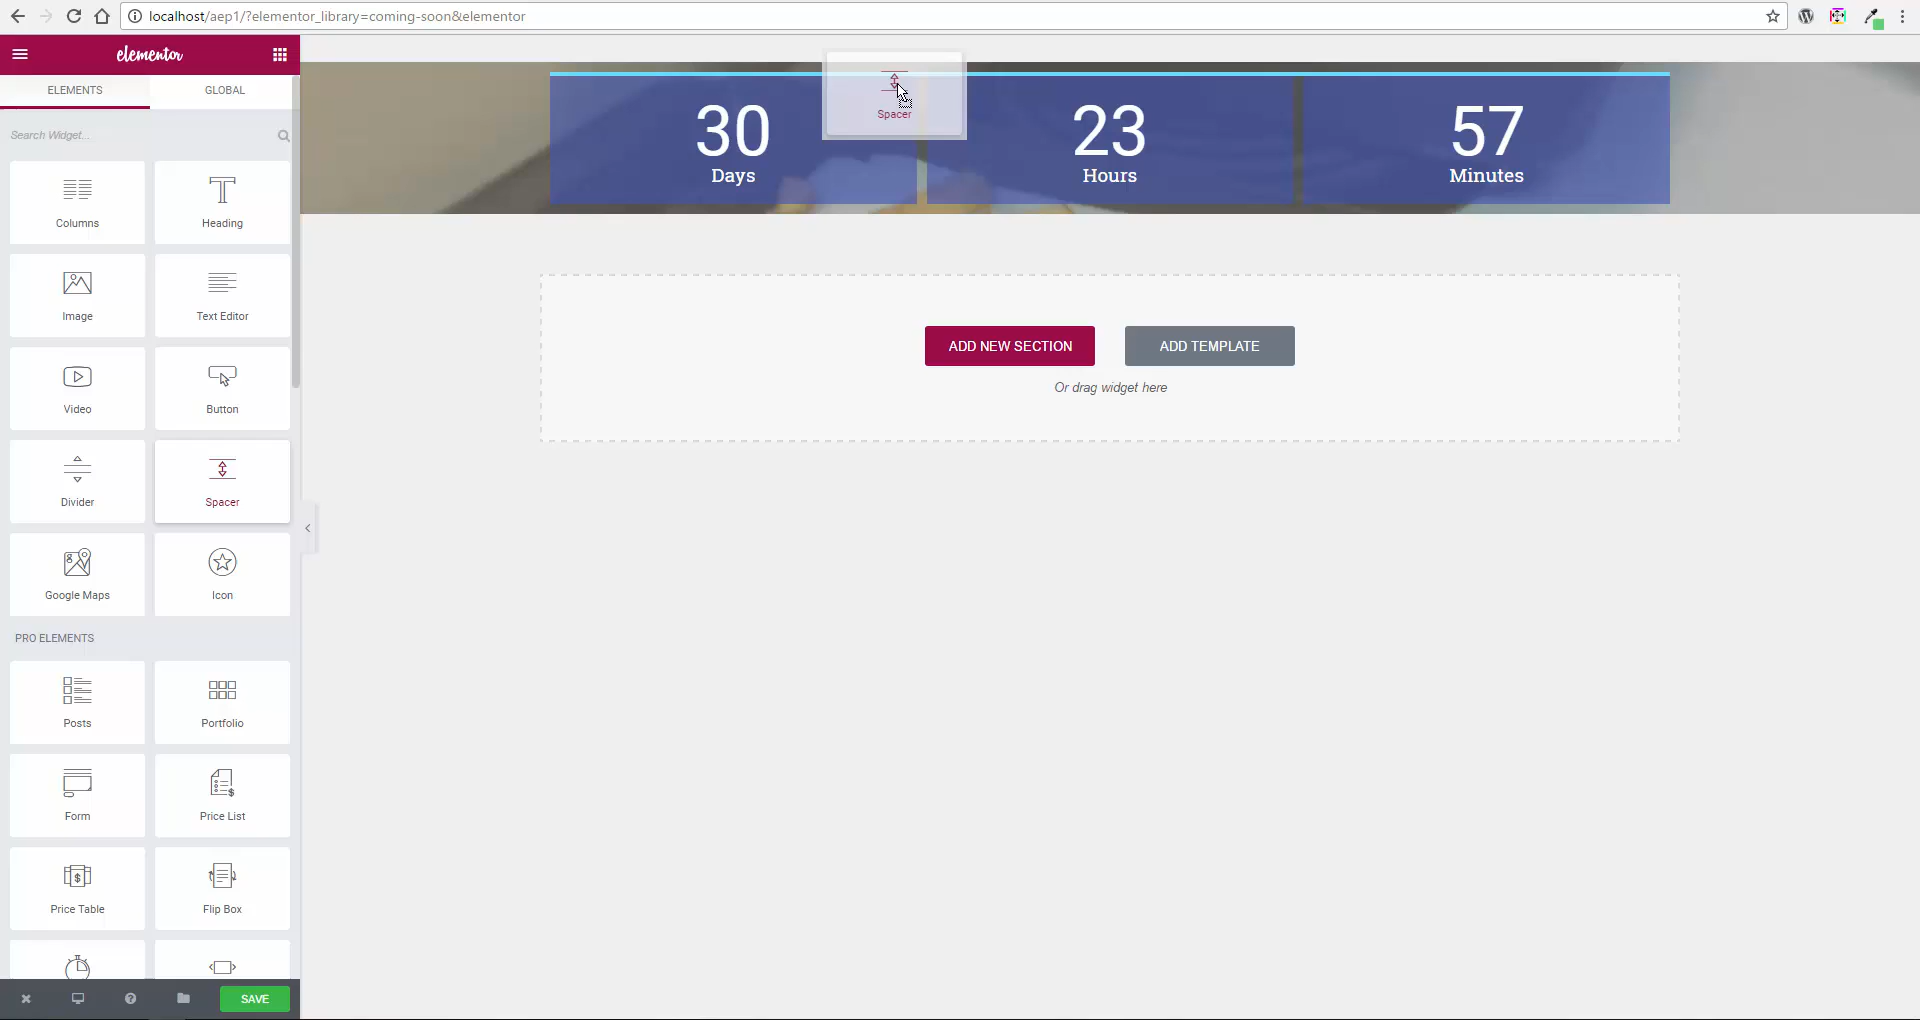 localhost/aep1/?elementor_library=coming-soon&elementor
elementor
ELEMENTS
GLOBAL
Search Widget...
Columns
Heading
Image
Text Editor
Video
Button
Divider
Spacer
Google Maps
Icon
PRO ELEMENTS
Posts
Portfolio
Form
Price List
Price Table
Flip Box
SAVE
Spacer
30
Days
23
Hours
57
Minutes
ADD NEW SECTION
ADD TEMPLATE
Or drag widget here